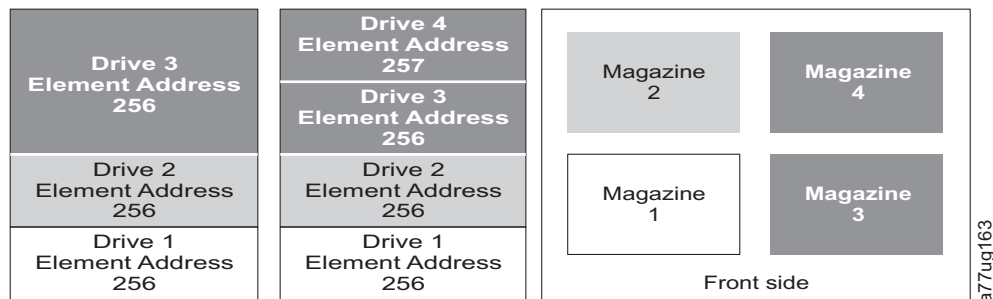 Drive 3
Element Address
256
Drive 2
Element Address
256
Drive 1
Element Address
256
Drive 4
Element Address
257
Drive 3
Element Address
256
Drive 2
Element Address
256
Drive 1
Element Address
256
Magazine
2
Magazine
4
Magazine
1
Magazine
3
Front side
a77ug163